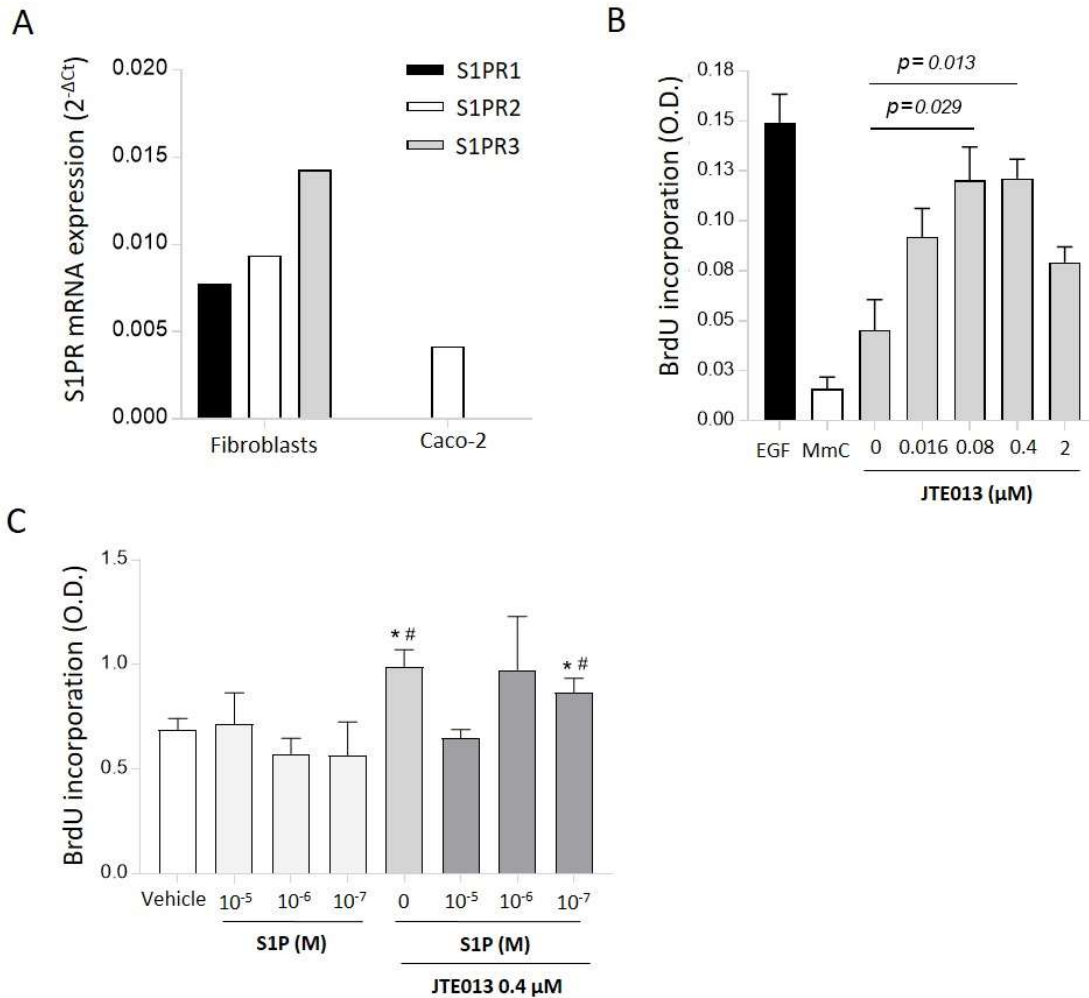 A
S1PR mRNA expression (2^-ΔCt)
0.020
0.015
0.010
0.005
0.000
S1PR1
S1PR2
S1PR3
Fibroblasts
Caco-2
B
BrdU incorporation (O.D.)
0.18
0.15
0.13
0.10
0.08
0.05
0.03
0.00
p=0.013
p=0.029
EGF MmC 0 0.016 0.08 0.4 2
JTE013 (µM)
C
BrdU incorporation (O.D.)
1.5
1.0
0.5
0.0
* #
* #
Vehicle 10^-5 10^-6 10^-7 0 10^-5 10^-6 10^-7
S1P (M) S1P (M)
JTE013 0.4 µM